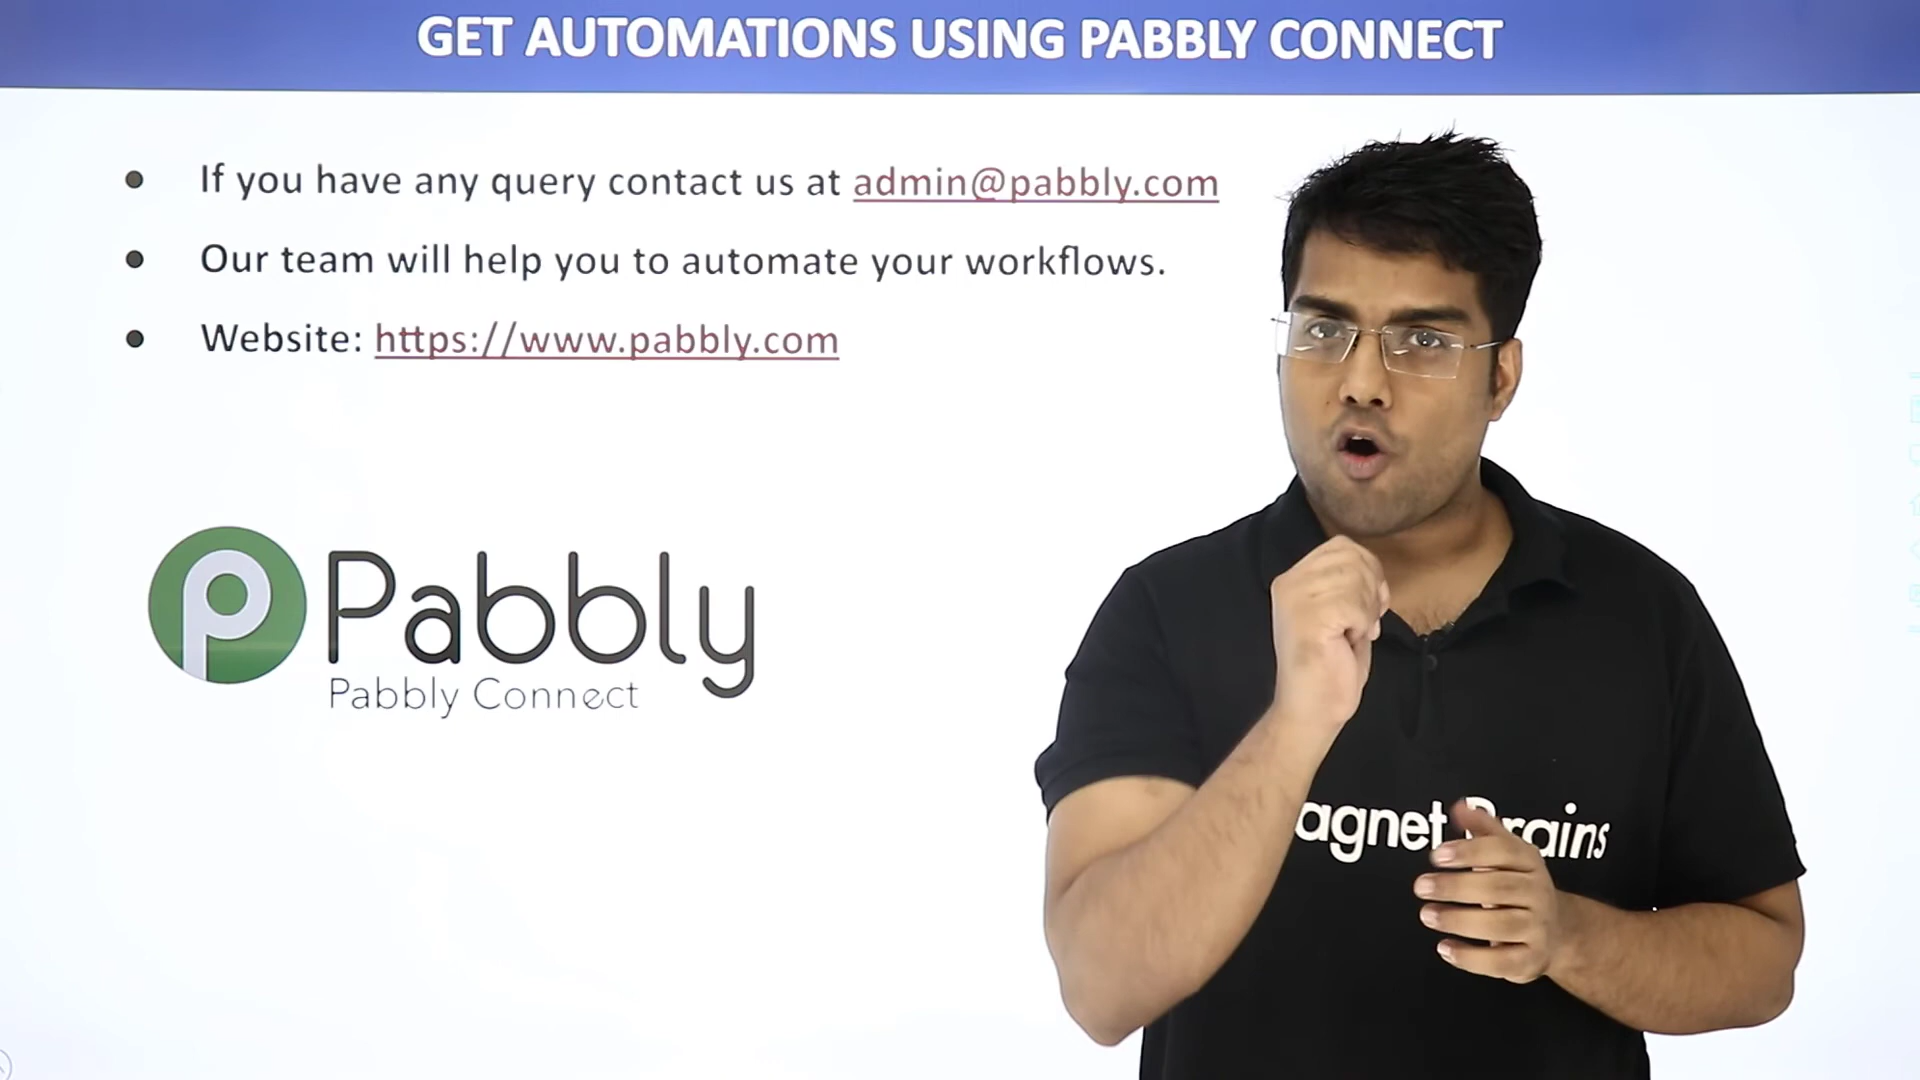 GET AUTOMATIONS USING PABBLY CONNECT
If you have any query contact us at admin@pabbly.com
Our team will help you to automate your workflows.
Website: https://www.pabbly.com
Pabbly
Pabbly Connect
agnet Brains